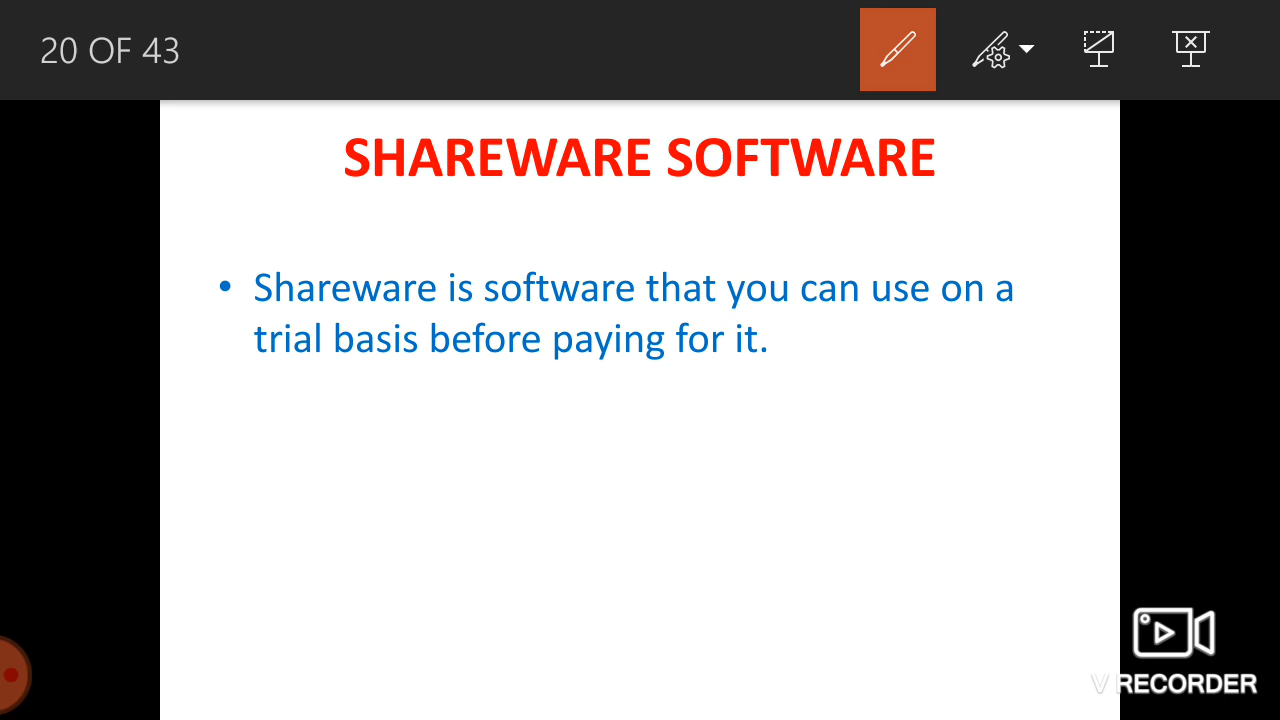 20 OF 43
SHAREWARE SOFTWARE
• Shareware is software that you can use on a
trial basis before paying for it.
V RECORDER